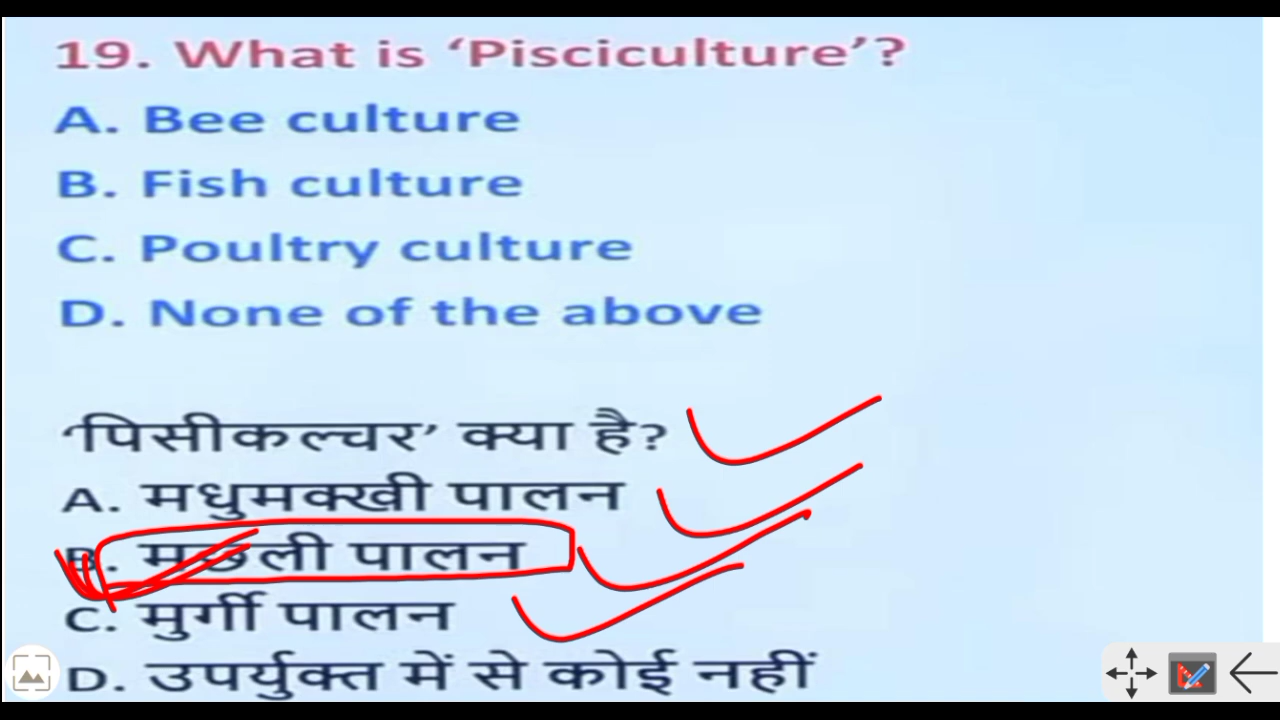 19. What is ‘Pisciculture’?
A. Bee culture
B. Fish culture
C. Poultry culture
D. None of the above
‘पिसीकल्चर’ क्या है?
A. मधुमक्खी पालन
B. मछली पालन
C. मुर्गी पालन
D. उपर्युक्त में से कोई नहीं